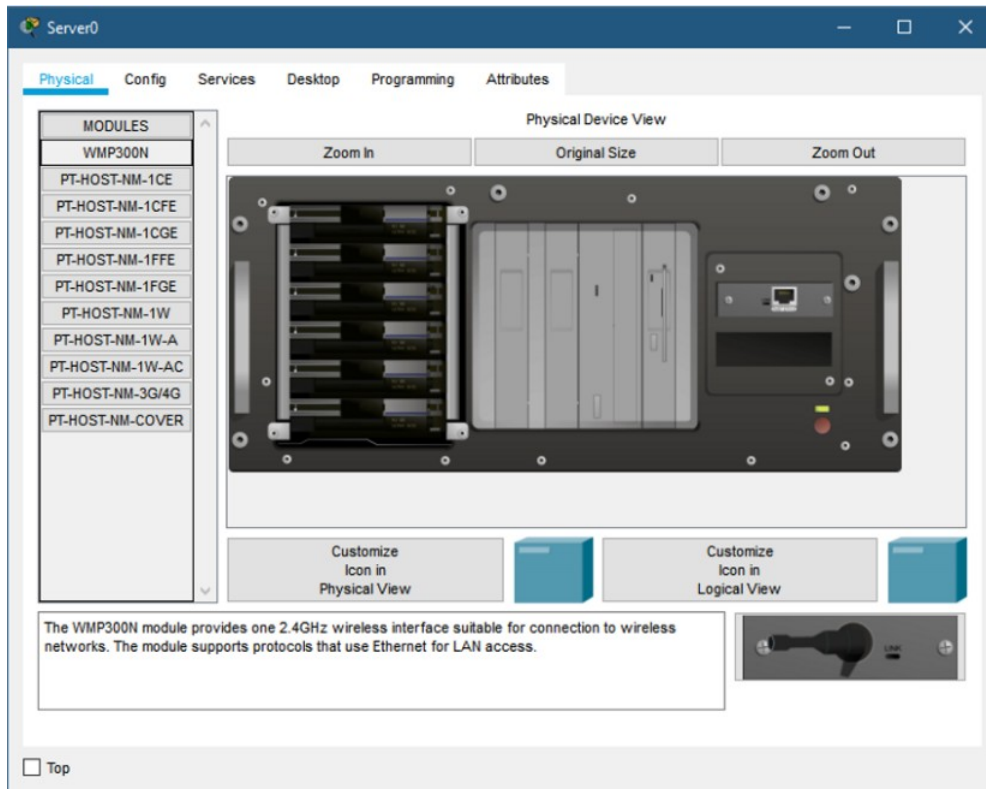 Server0
Physical Config Services Desktop Programming Attributes
MODULES
WMP300N
PT-HOST-NM-1CE
PT-HOST-NM-1CFE
PT-HOST-NM-1CGE
PT-HOST-NM-1FFE
PT-HOST-NM-1FGE
PT-HOST-NM-1W
PT-HOST-NM-1W-A
PT-HOST-NM-1W-AC
PT-HOST-NM-3G/4G
PT-HOST-NM-COVER
Physical Device View
Zoom In Original Size Zoom Out
Customize
Icon in
Physical View
Customize
Icon in
Logical View
The WMP300N module provides one 2.4GHz wireless interface suitable for connection to wireless
networks. The module supports protocols that use Ethernet for LAN access.
LINK
Top